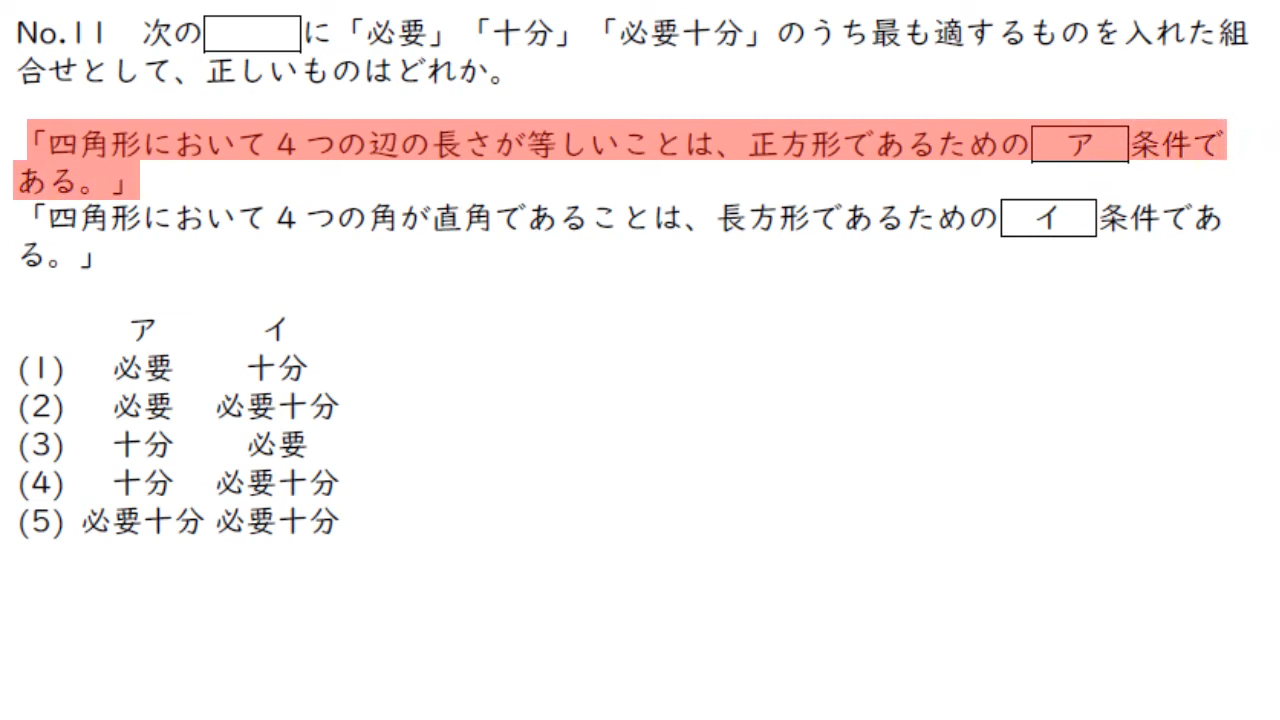 No.11 次の に「必要」「十分」「必要十分」のうち最も適するものを入れた組
合せとして、正しいものはどれか。
「四角形において4つの辺の長さが等しいことは、正方形であるための ア 条件で
ある。」
「四角形において4つの角が直角であることは、長方形であるための イ 条件であ
る。」
ア イ
(1) 必要 十分
(2) 必要 必要十分
(3) 十分 必要
(4) 十分 必要十分
(5) 必要十分 必要十分